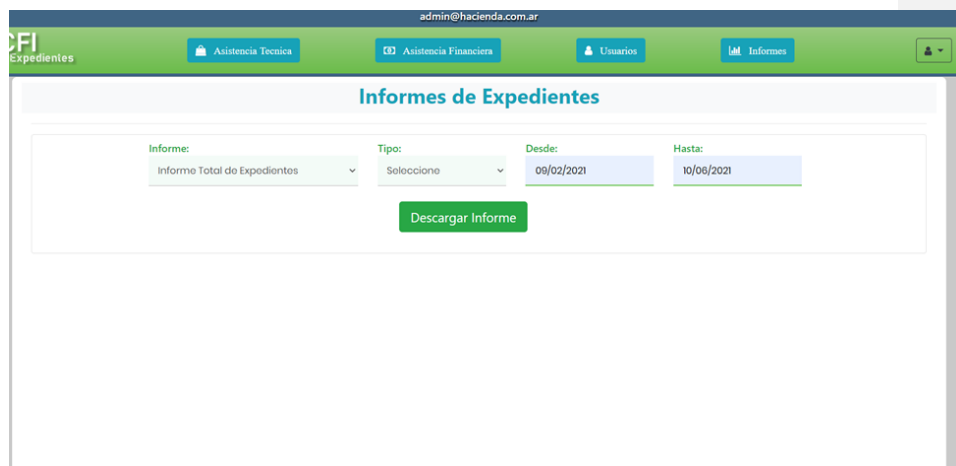 admin@hacienda.com.ar
CFI
Expedientes
Asistencia Tecnica
Asistencia Financiera
Usuarios
Informes
Informes de Expedientes
Informe:
Tipo:
Desde:
Hasta:
Informe Total de Expedientes
Seleccione
09/02/2021
10/06/2021
Descargar Informe